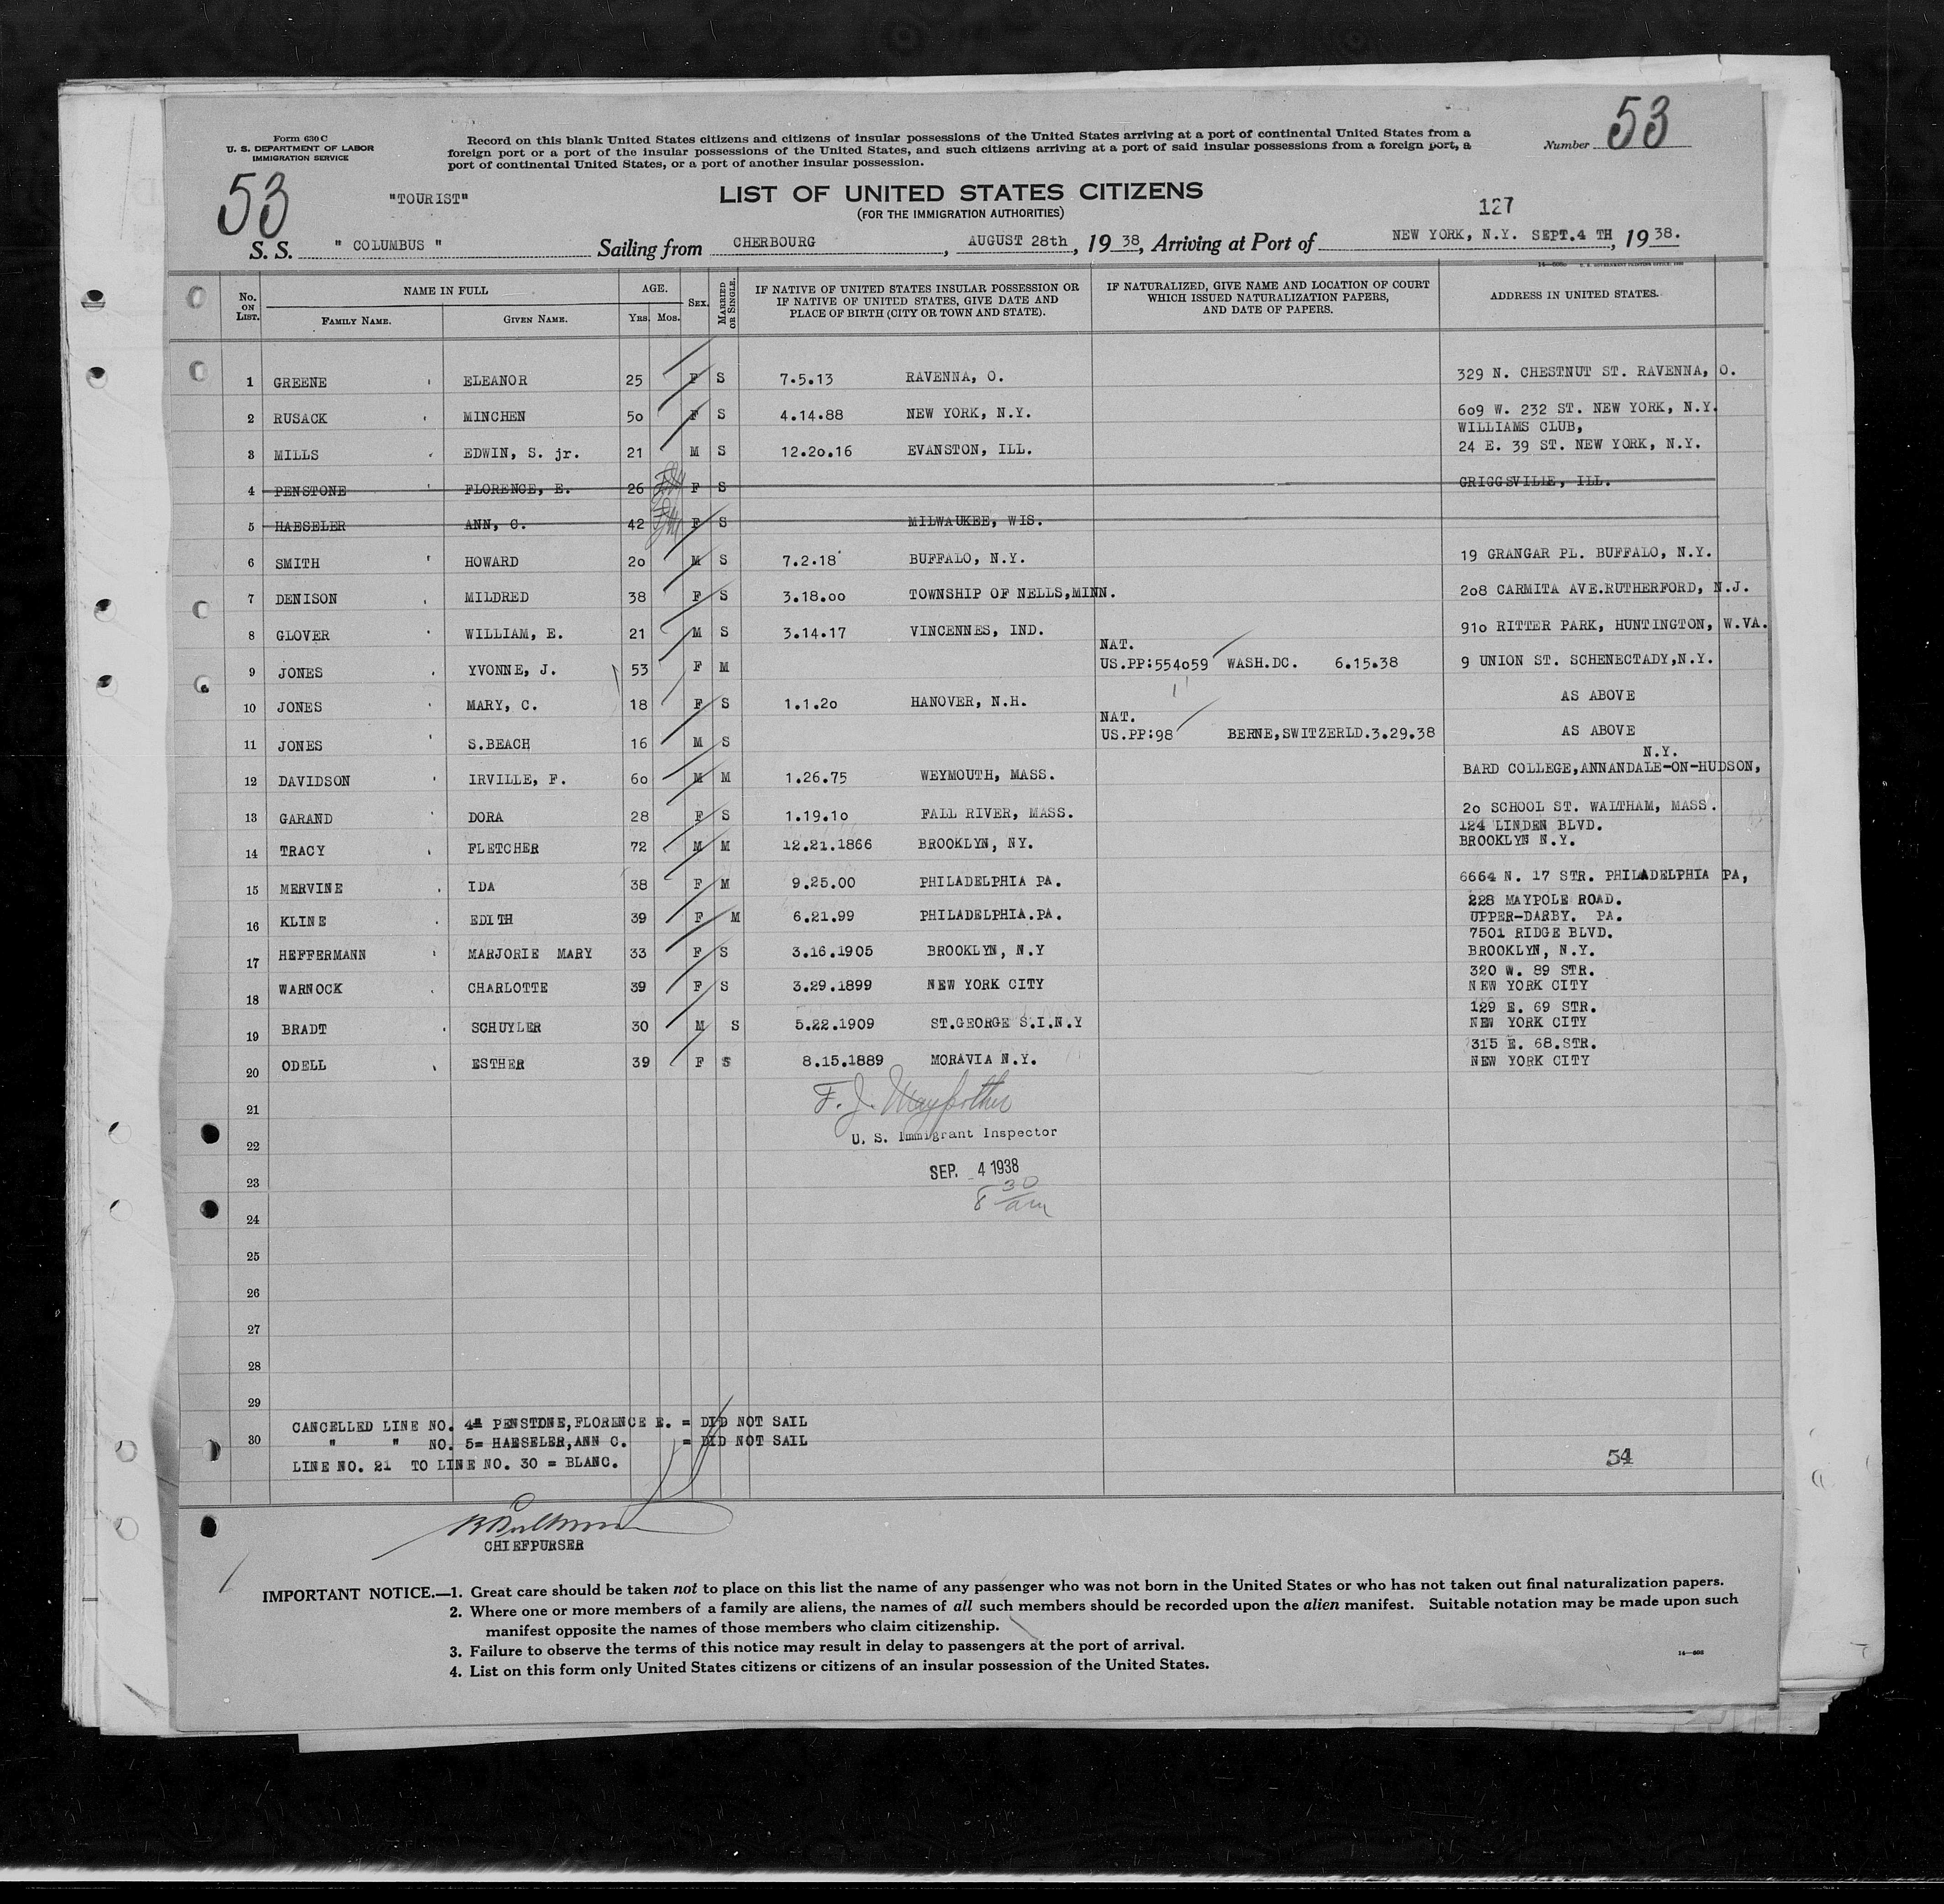 Form 630 C
U. S. DEPARTMENT OF LABOR
IMMIGRATION SERVICE
Record on this blank United States citizens and citizens of insular possessions of the United States arriving at a port of continental United States from a
foreign port or a port of the insular possessions of the United States, and such citizens arriving at a port of said insular possessions from a foreign port, a
port of continental United States, or a port of another insular possession.
Number 53
53
"TOURIST"
LIST OF UNITED STATES CITIZENS
(FOR THE IMMIGRATION AUTHORITIES)
127
S. S. " COLUMBUS " Sailing from CHERBOURG, AUGUST 28th, 19 38, Arriving at Port of NEW YORK, N.Y. SEPT.4 TH, 19 38.
No. ON LIST. NAME IN FULL FAMILY NAME. GIVEN NAME. AGE. YRS. MOS. SEX. MARRIED OR SINGLE. IF NATIVE OF UNITED STATES INSULAR POSSESSION OR IF NATIVE OF UNITED STATES, GIVE DATE AND PLACE OF BIRTH (CITY OR TOWN AND STATE). IF NATURALIZED, GIVE NAME AND LOCATION OF COURT WHICH ISSUED NATURALIZATION PAPERS, AND DATE OF PAPERS. ADDRESS IN UNITED STATES.
1 GREENE ELEANOR 25 F S 7.5.13 RAVENNA, O. 329 N. CHESTNUT ST. RAVENNA, O.
2 RUSACK MINCHEN 50 F S 4.14.88 NEW YORK, N.Y. 609 W. 232 ST. NEW YORK, N.Y.
WILLIAMS CLUB,
3 MILLS EDWIN, S. jr. 21 M S 12.20.16 EVANSTON, ILL. 24 E. 39 ST. NEW YORK, N.Y.
4 PENSTONE FLORENCE, E. 26 F S GRIGGSVILLE, ILL.
5 HAESELER ANN, C. 42 F S MILWAUKEE, WIS.
6 SMITH HOWARD 20 M S 7.2.18 BUFFALO, N.Y. 19 GRANGAR PL. BUFFALO, N.Y.
7 DENISON MILDRED 38 F S 3.18.00 TOWNSHIP OF NELLS,MINN. 208 CARMITA AVE.RUTHERFORD, N.J.
8 GLOVER WILLIAM, E. 21 M S 3.14.17 VINCENNES, IND. 910 RITTER PARK, HUNTINGTON, W.VA.
NAT.
9 JONES YVONNE, J. 53 F M US.PP:554059 WASH.DC. 6.15.38 9 UNION ST. SCHENECTADY,N.Y.
10 JONES MARY, C. 18 F S 1.1.20 HANOVER, N.H. AS ABOVE
NAT.
11 JONES S.BEACH 16 M S US.PP:98 BERNE,SWITZERLD.3.29.38 AS ABOVE
N.Y.
12 DAVIDSON IRVILLE, F. 60 M M 1.26.75 WEYMOUTH, MASS. BARD COLLEGE,ANNANDALE-ON-HUDSON,
13 GARAND DORA 28 F S 1.19.10 FALL RIVER, MASS. 20 SCHOOL ST. WALTHAM, MASS.
124 LINDEN BLVD.
14 TRACY FLETCHER 72 M M 12.21.1866 BROOKLYN, NY. BROOKLYN N.Y.
15 MERVINE IDA 38 F M 9.25.00 PHILADELPHIA PA. 6664 N. 17 STR. PHILADELPHIA PA,
228 MAYPOLE ROAD.
16 KLINE EDITH 39 F M 6.21.99 PHILADELPHIA.PA. UPPER-DARBY. PA.
7501 RIDGE BLVD.
17 HEFFERMANN MARJORIE MARY 33 F S 3.16.1905 BROOKLYN, N.Y BROOKLYN, N.Y.
320 W. 89 STR.
18 WARNOCK CHARLOTTE 39 F S 3.29.1899 NEW YORK CITY NEW YORK CITY
129 E. 69 STR.
19 BRADT SCHUYLER 30 M S 5.22.1909 ST.GEORGE S.I.N.Y NEW YORK CITY
315 E. 68.STR.
20 ODELL ESTHER 39 F S 8.15.1889 MORAVIA N.Y. NEW YORK CITY
21
F. J.
22 U. S. Immigrant Inspector
23 SEP. 4 1938
8 30 am
24
25
26
27
28
29
CANCELLED LINE NO. 4= PENSTONE,FLORENCE E. = DID NOT SAIL
30 " " NO. 5= HAESELER,ANN C. = DID NOT SAIL
LINE NO. 21 TO LINE NO. 30 = BLANC.
54
CHIEFPURSER
IMPORTANT NOTICE.—1. Great care should be taken not to place on this list the name of any passenger who was not born in the United States or who has not taken out final naturalization papers.
2. Where one or more members of a family are aliens, the names of all such members should be recorded upon the alien manifest. Suitable notation may be made upon such
manifest opposite the names of those members who claim citizenship.
3. Failure to observe the terms of this notice may result in delay to passengers at the port of arrival.
4. List on this form only United States citizens or citizens of an insular possession of the United States.